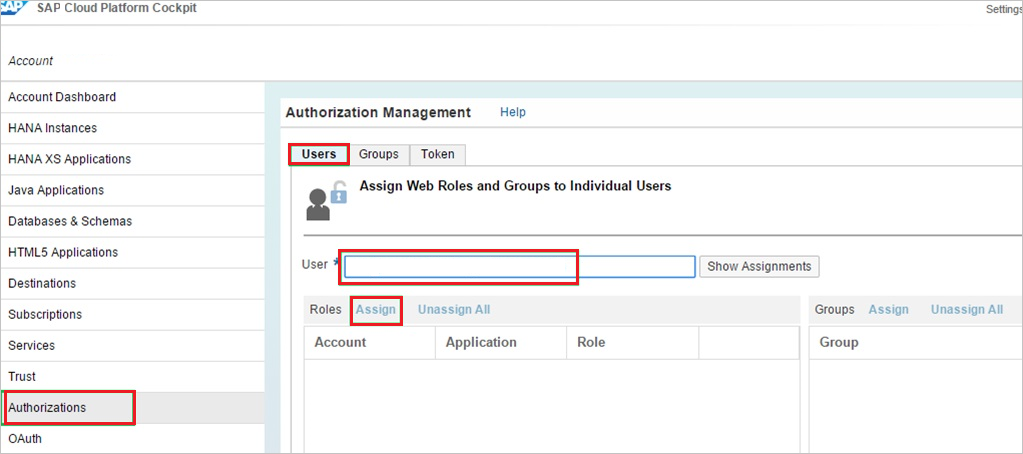 SAP SAP Cloud Platform Cockpit
Settings
Account
Account Dashboard
HANA Instances
HANA XS Applications
Java Applications
Databases & Schemas
HTML5 Applications
Destinations
Subscriptions
Services
Trust
Authorizations
OAuth
Authorization Management Help
Users Groups Token
Assign Web Roles and Groups to Individual Users
User * Show Assignments
Roles Assign Unassign All
Account Application Role
Groups Assign Unassign All
Group